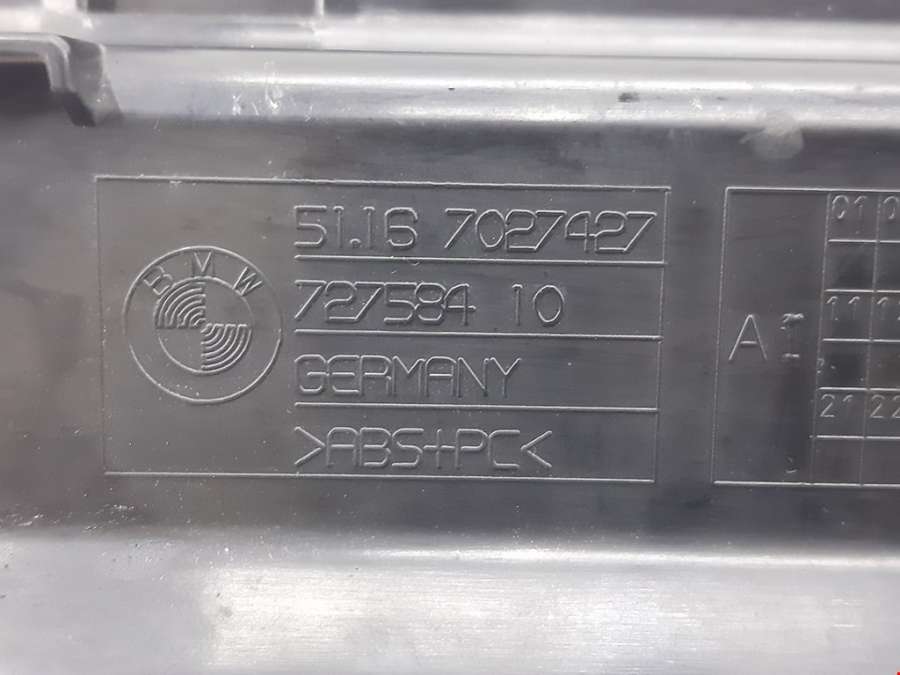 51.16 7027427
727584 10
BMW
GERMANY
>ABS+PC<
A1
01
11
21 22